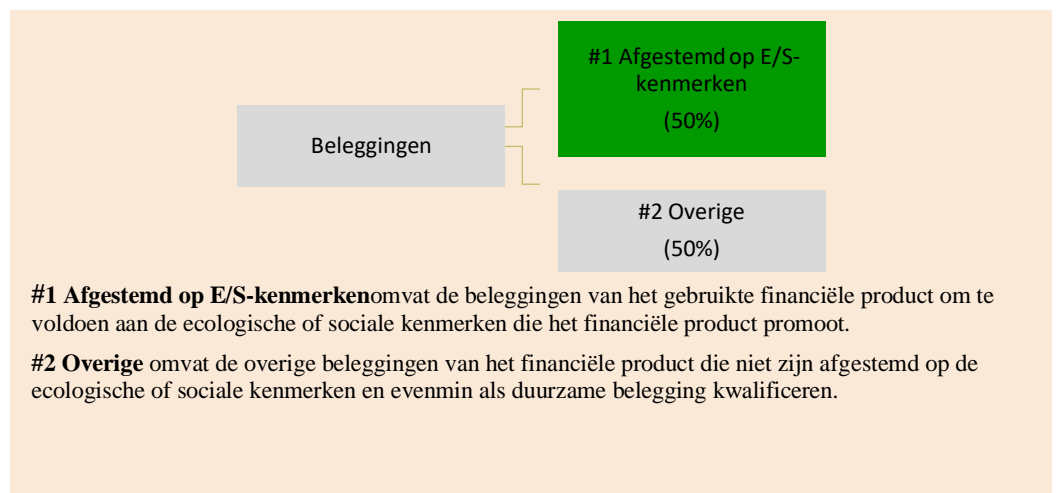 #1 Afgestemd op E/S-
kenmerken
(50%)
Beleggingen
#2 Overige
(50%)
#1 Afgestemd op E/S-kenmerkenomvat de beleggingen van het gebruikte financiële product om te
voldoen aan de ecologische of sociale kenmerken die het financiële product promoot.
#2 Overige omvat de overige beleggingen van het financiële product die niet zijn afgestemd op de
ecologische of sociale kenmerken en evenmin als duurzame belegging kwalificeren.